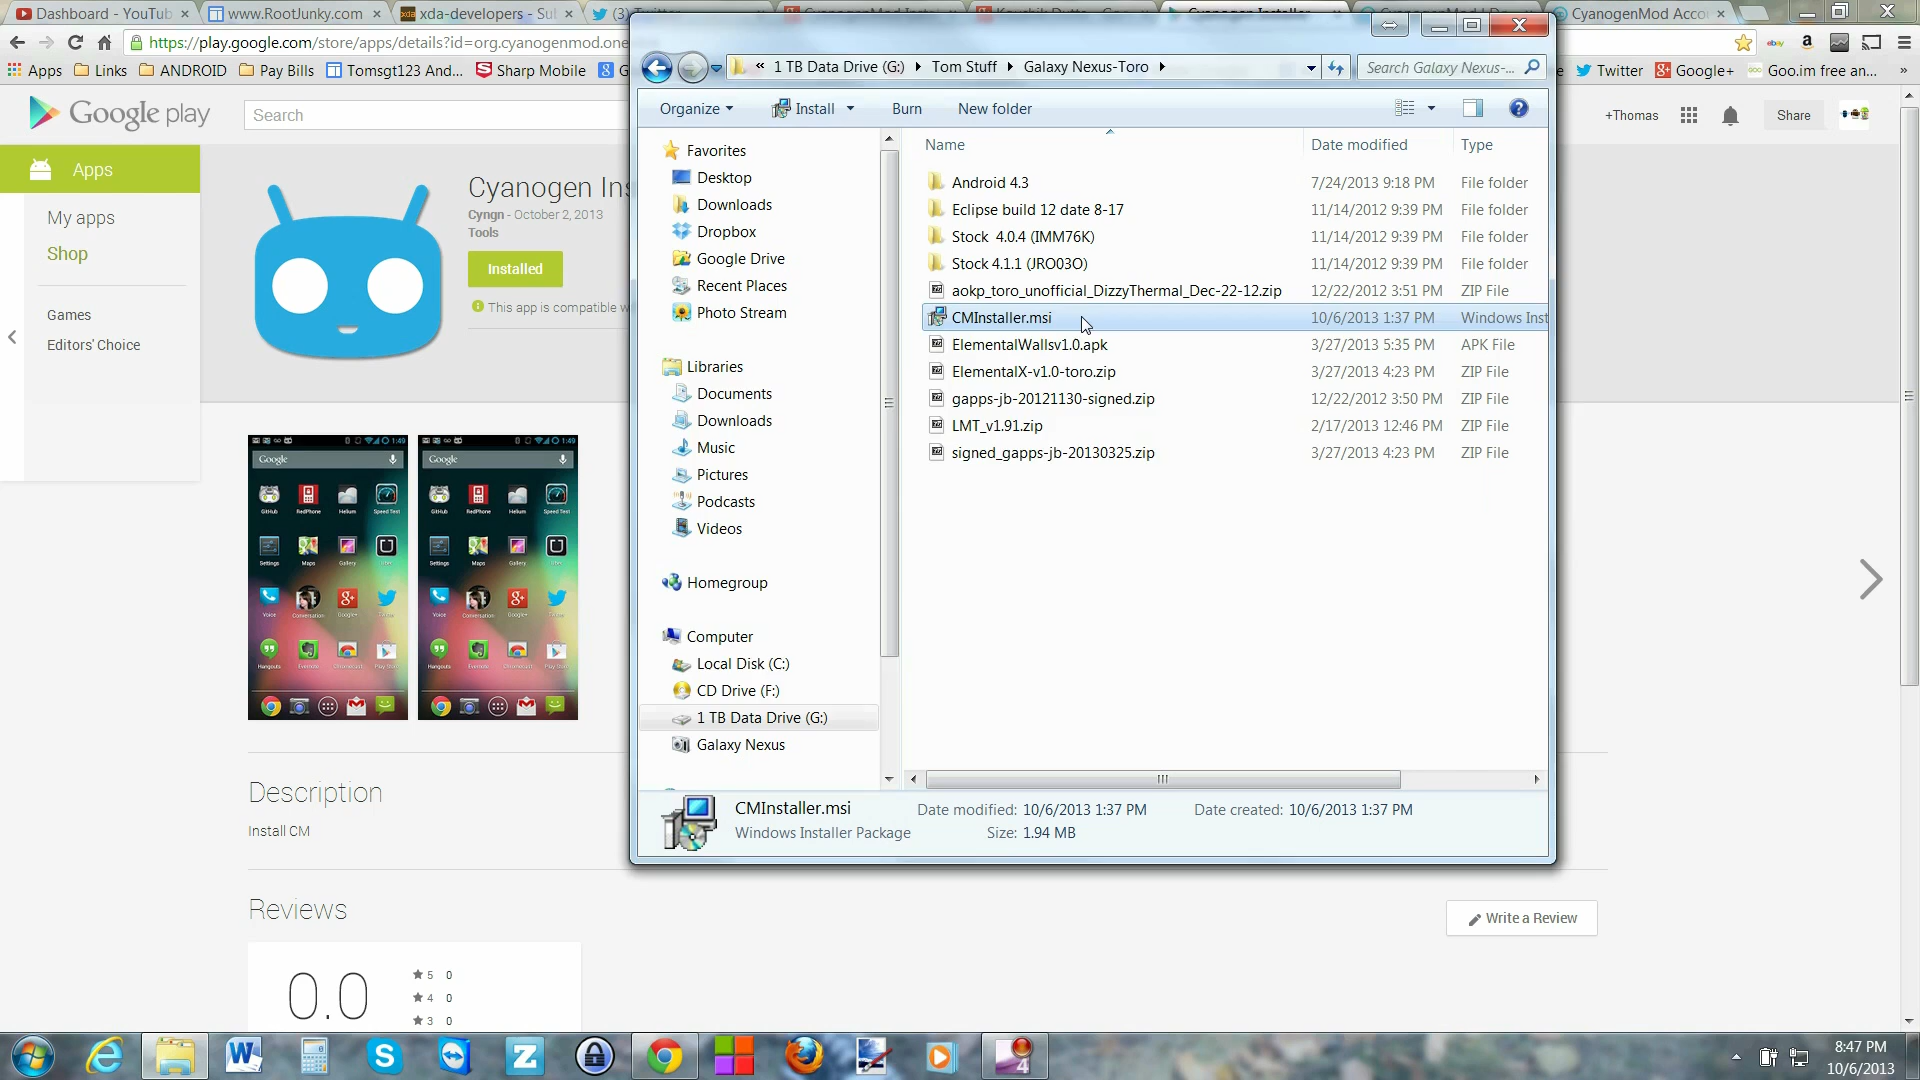 Dashboard - YouTube
www.RootJunky.com
xda-developers - Su
(3)
CyanogenMod Acco
https://play.google.com/store/apps/details?id=org.cyanogenmod.one
Apps
Links
ANDROID
Pay Bills
Tomsgt123 And...
Sharp Mobile
Twitter
Google+
Goo.im free an...
»
Google play
Search
+Thomas
Share
Apps
My apps
Shop
Games
Editors' Choice
Cyanogen Ins
Cyngn - October 2, 2013
Tools
Installed
This app is compatible w
Description
Install CM
Reviews
Write a Review
0.0
5 0
4 0
3 0
« 1 TB Data Drive (G:) Tom Stuff Galaxy Nexus-Toro
Search Galaxy Nexus-...
Organize
Install
Burn
New folder
Favorites
Desktop
Downloads
Dropbox
Google Drive
Recent Places
Photo Stream
Libraries
Documents
Downloads
Music
Pictures
Podcasts
Videos
Homegroup
Computer
Local Disk (C:)
CD Drive (F:)
1 TB Data Drive (G:)
Galaxy Nexus
Name Date modified Type
Android 4.3 7/24/2013 9:18 PM File folder
Eclipse build 12 date 8-17 11/14/2012 9:39 PM File folder
Stock 4.0.4 (IMM76K) 11/14/2012 9:39 PM File folder
Stock 4.1.1 (JRO03O) 11/14/2012 9:39 PM File folder
aokp_toro_unofficial_DizzyThermal_Dec-22-12.zip 12/22/2012 3:51 PM ZIP File
CMInstaller.msi 10/6/2013 1:37 PM Windows Inst
ElementalWallsv1.0.apk 3/27/2013 5:35 PM APK File
ElementalX-v1.0-toro.zip 3/27/2013 4:23 PM ZIP File
gapps-jb-20121130-signed.zip 12/22/2012 3:50 PM ZIP File
LMT_v1.91.zip 2/17/2013 12:46 PM ZIP File
signed_gapps-jb-20130325.zip 3/27/2013 4:23 PM ZIP File
CMInstaller.msi
Windows Installer Package
Date modified: 10/6/2013 1:37 PM
Size: 1.94 MB
Date created: 10/6/2013 1:37 PM
8:47 PM
10/6/2013